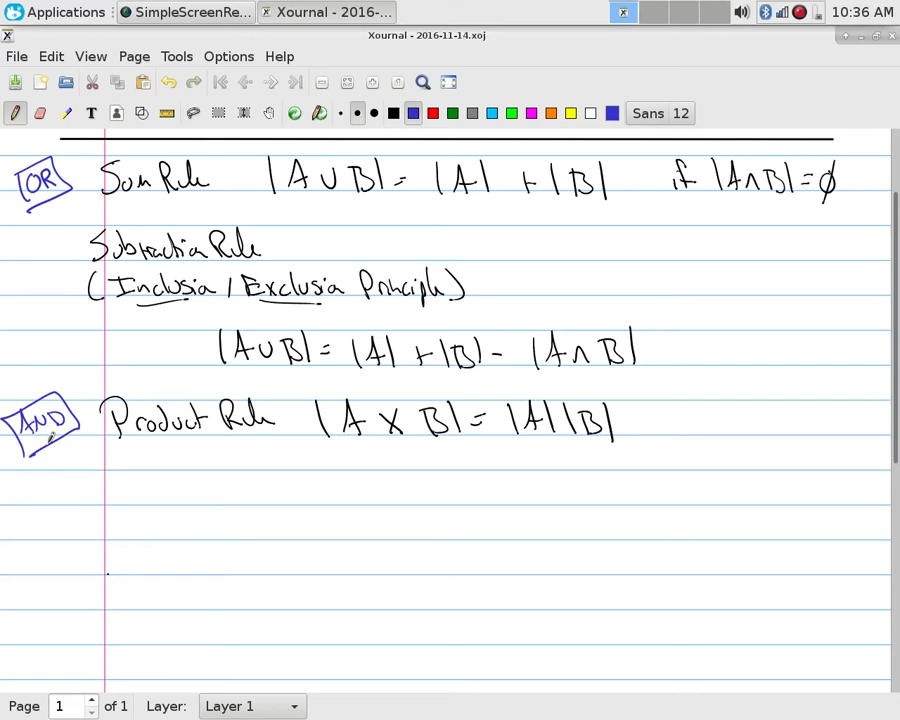 Applications SimpleScreenRe... Xournal - 2016-... 10:36 AM
Xournal - 2016-11-14.xoj
File Edit View Page Tools Options Help
Sans 12
OR Sum Rule |A ∪ B| = |A| + |B| if |A ∩ B| = ∅
Subtraction Rule
(Inclusion / Exclusion Principle)
|A ∪ B| = |A| + |B| - |A ∩ B|
AND Product Rule |A X B| = |A| |B|
Page 1 of 1 Layer: Layer 1